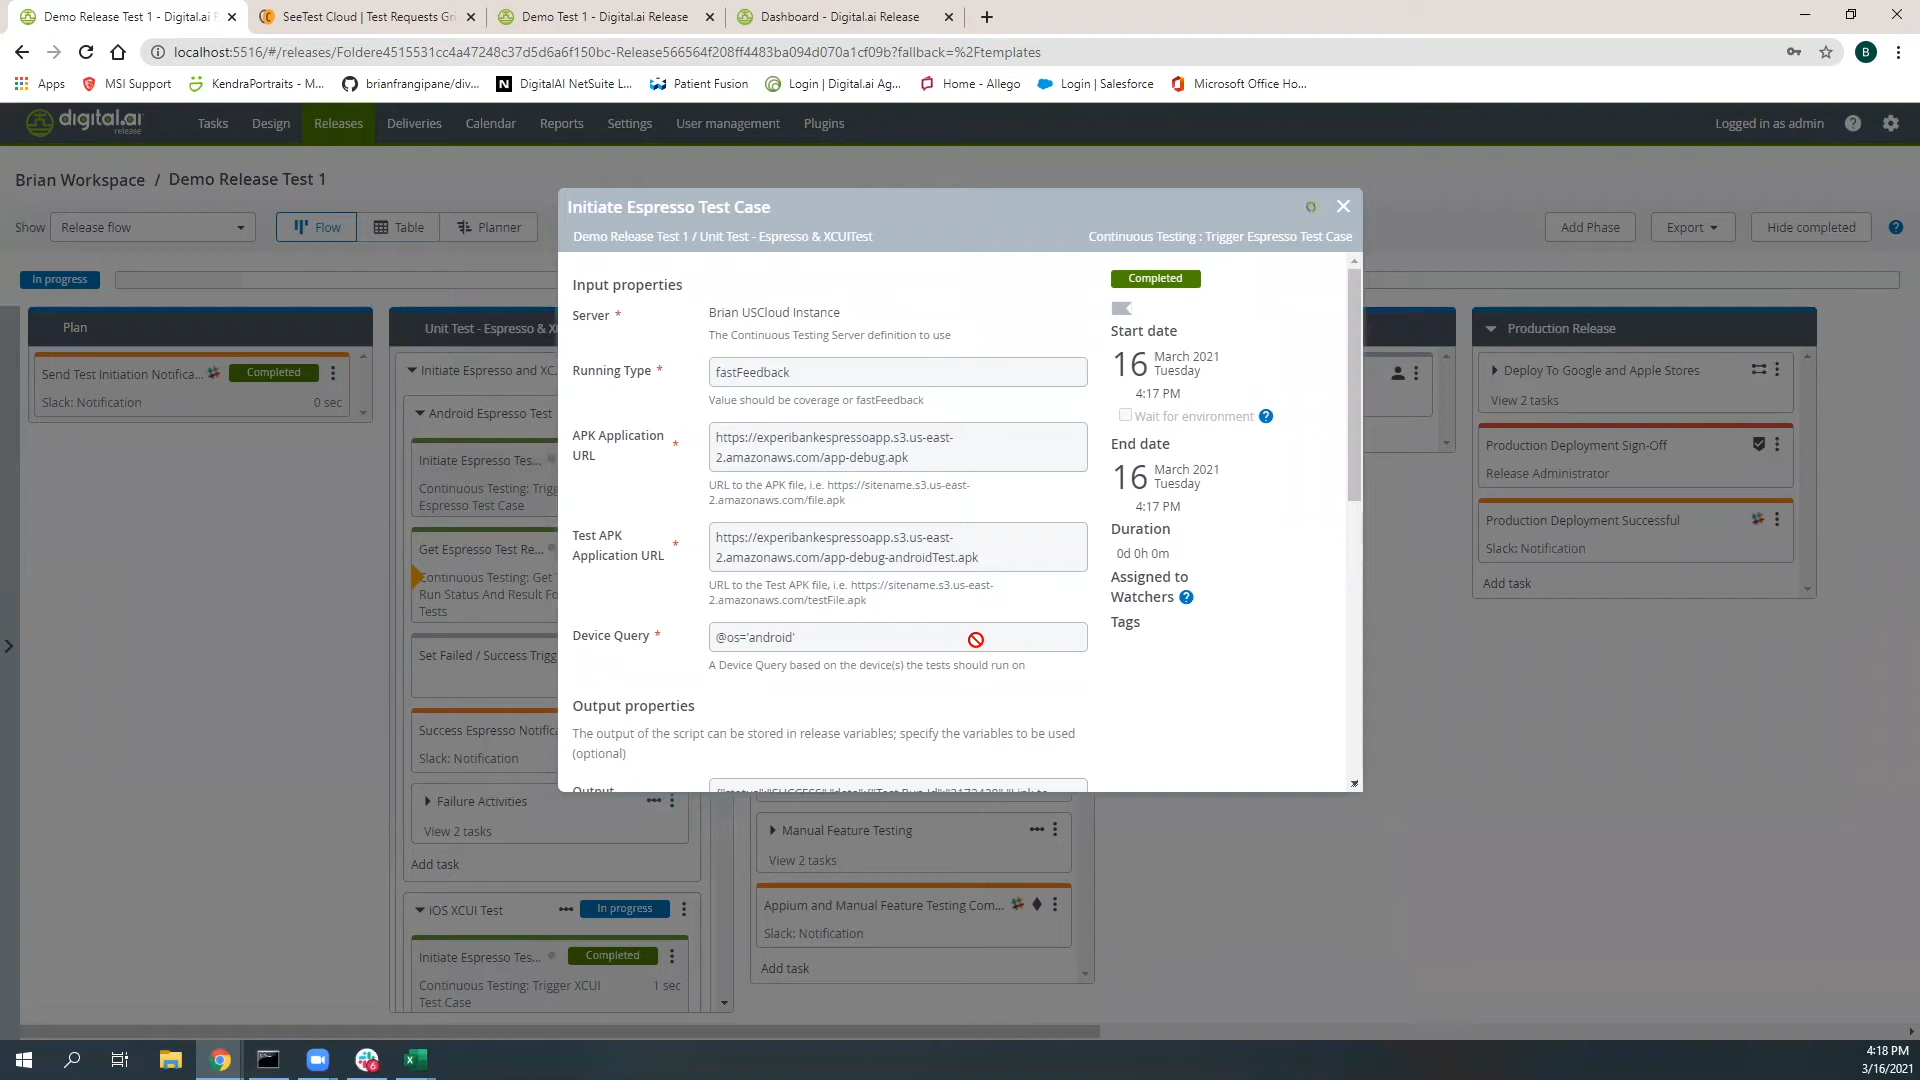 Demo Release Test 1 - Digital.ai R
SeeTest Cloud | Test Requests Gri
Demo Test 1 - Digital.ai Release
Dashboard - Digital.ai Release
localhost:5516/#/releases/Foldere4515531cc4a47248c37d5d6a6f150bc-Release566564f208ff4483ba094d070a1cf09b?fallback=%2Ftemplates
B
Apps
MSI Support
KendraPortraits - M...
brianfrangipane/div...
DigitalAI NetSuite L...
Patient Fusion
Login | Digital.ai Ag...
Home - Allego
Login | Salesforce
Microsoft Office Ho...
digital.ai
release
Tasks
Design
Releases
Deliveries
Calendar
Reports
Settings
User management
Plugins
Logged in as admin
Brian Workspace / Demo Release Test 1
Show
Release flow
Flow
Table
Planner
Add Phase
Export
Hide completed
In progress
Plan
Send Test Initiation Notifica...
Completed
Slack: Notification
0 sec
Unit Test - Espresso & X
Initiate Espresso and XC
Android Espresso Test
Initiate Espresso Tes...
Continuous Testing: Trigg
Espresso Test Case
Get Espresso Test Re...
Continuous Testing: Get
Run Status And Result Fo
Tests
Set Failed / Success Trigg
Success Espresso Notific
Slack: Notification
Failure Activities
View 2 tasks
Add task
iOS XCUI Test
In progress
Initiate Espresso Tes...
Completed
Continuous Testing: Trigger XCUI
Test Case
1 sec
Initiate Espresso Test Case
Demo Release Test 1 / Unit Test - Espresso & XCUITest
Continuous Testing : Trigger Espresso Test Case
Input properties
Server *
Brian USCloud Instance
The Continuous Testing Server definition to use
Running Type *
fastFeedback
Value should be coverage or fastFeedback
APK Application
URL
*
https://experibankespressoapp.s3.us-east-
2.amazonaws.com/app-debug.apk
URL to the APK file, i.e. https://sitename.s3.us-east-
2.amazonaws.com/file.apk
Test APK
Application URL
*
https://experibankespressoapp.s3.us-east-
2.amazonaws.com/app-debug-androidTest.apk
URL to the Test APK file, i.e. https://sitename.s3.us-east-
2.amazonaws.com/testFile.apk
Device Query *
@os='android'
A Device Query based on the device(s) the tests should run on
Output properties
The output of the script can be stored in release variables; specify the variables to be used
(optional)
Output
Completed
Start date
16
March 2021
Tuesday
4:17 PM
Wait for environment
End date
16
March 2021
Tuesday
4:17 PM
Duration
0d 0h 0m
Assigned to
Watchers
Tags
Manual Feature Testing
View 2 tasks
Appium and Manual Feature Testing Com...
Slack: Notification
Add task
Production Release
Deploy To Google and Apple Stores
View 2 tasks
Production Deployment Sign-Off
Release Administrator
Production Deployment Successful
Slack: Notification
Add task
4:18 PM
3/16/2021